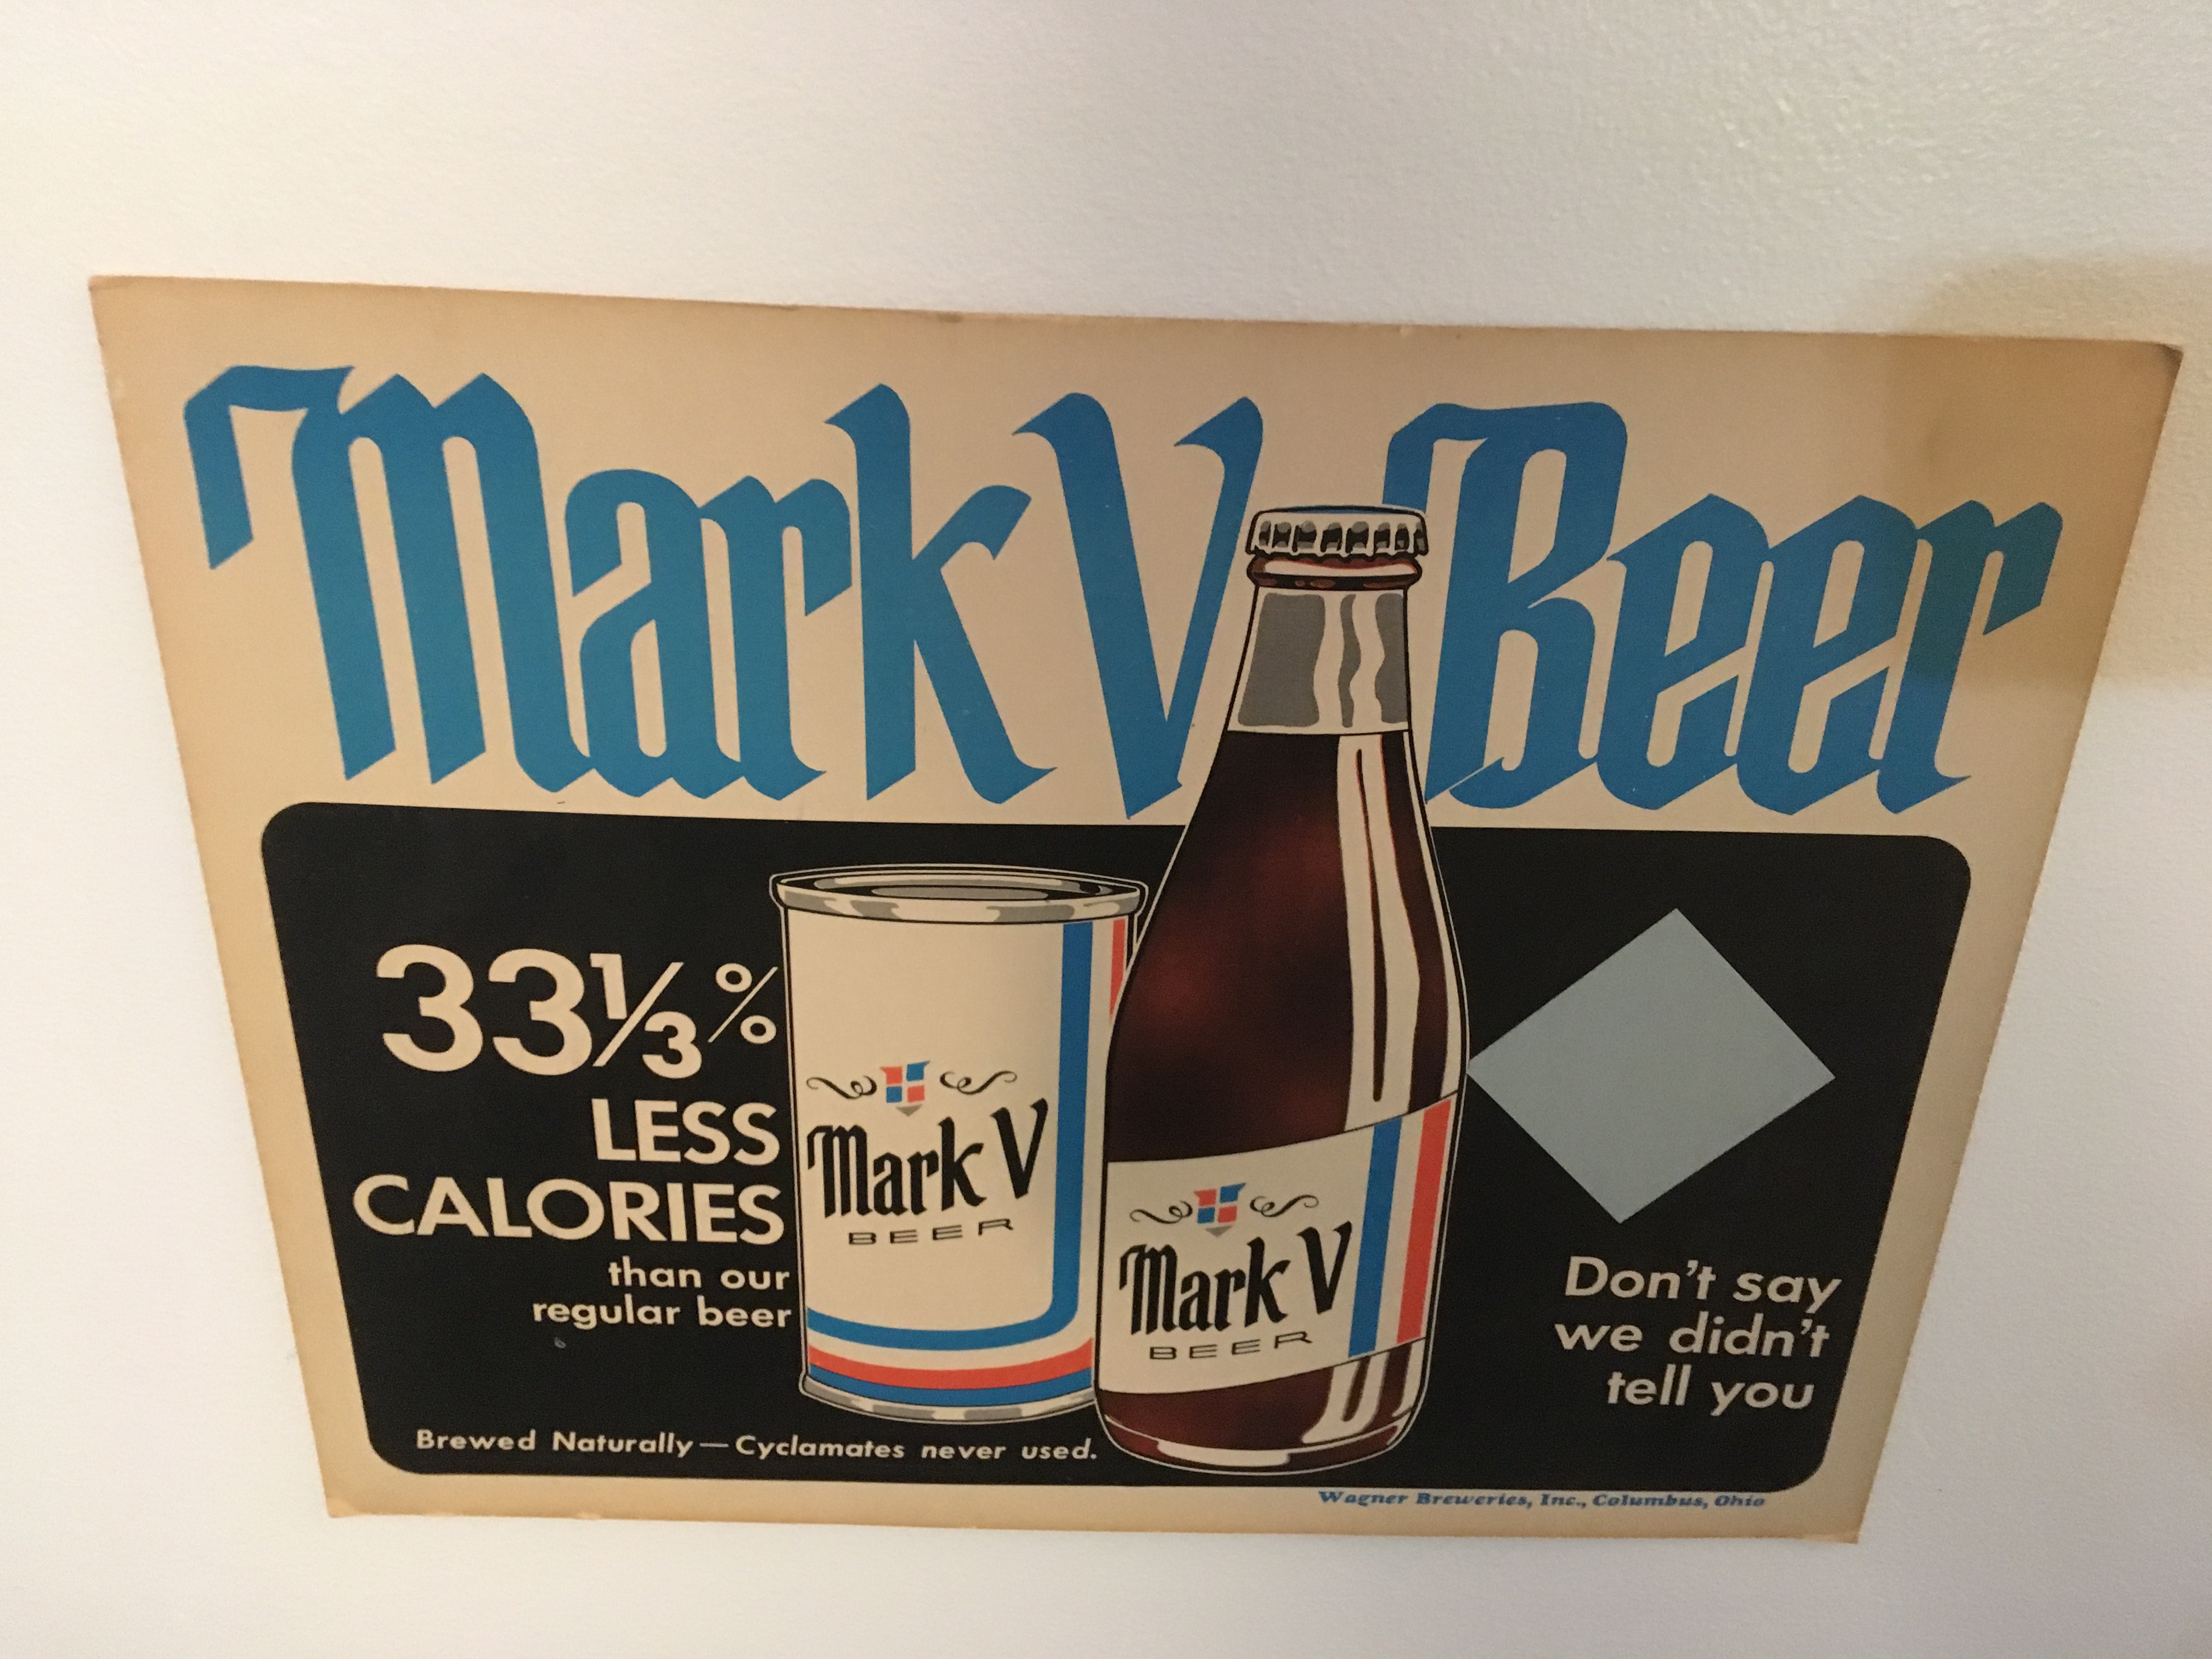 Mark V Beer
33⅓%
LESS
CALORIES
than our
regular beer
Mark V
BEER
Mark V
BEER
Don't say
we didn't
tell you
Brewed Naturally — Cyclamates never used.
Wagner Breweries, Inc., Columbus, Ohio